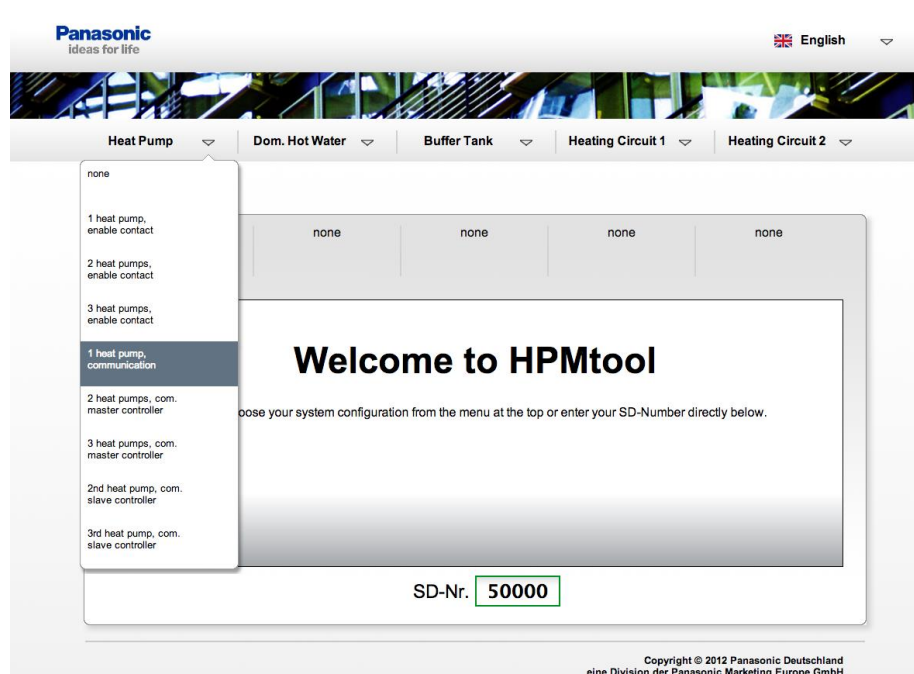 Panasonic
ideas for life
English
Heat Pump
Dom. Hot Water
Buffer Tank
Heating Circuit 1
Heating Circuit 2
none
1 heat pump,
enable contact
2 heat pumps,
enable contact
3 heat pumps,
enable contact
1 heat pump,
communication
2 heat pumps, com.
master controller
3 heat pumps, com.
master controller
2nd heat pump, com.
slave controller
3rd heat pump, com.
slave controller
none
none
none
none
Welcome to HPMtool
oose your system configuration from the menu at the top or enter your SD-Number directly below.
SD-Nr. 50000
Copyright © 2012 Panasonic Deutschland
eine Division der Panasonic Marketing Europe GmbH